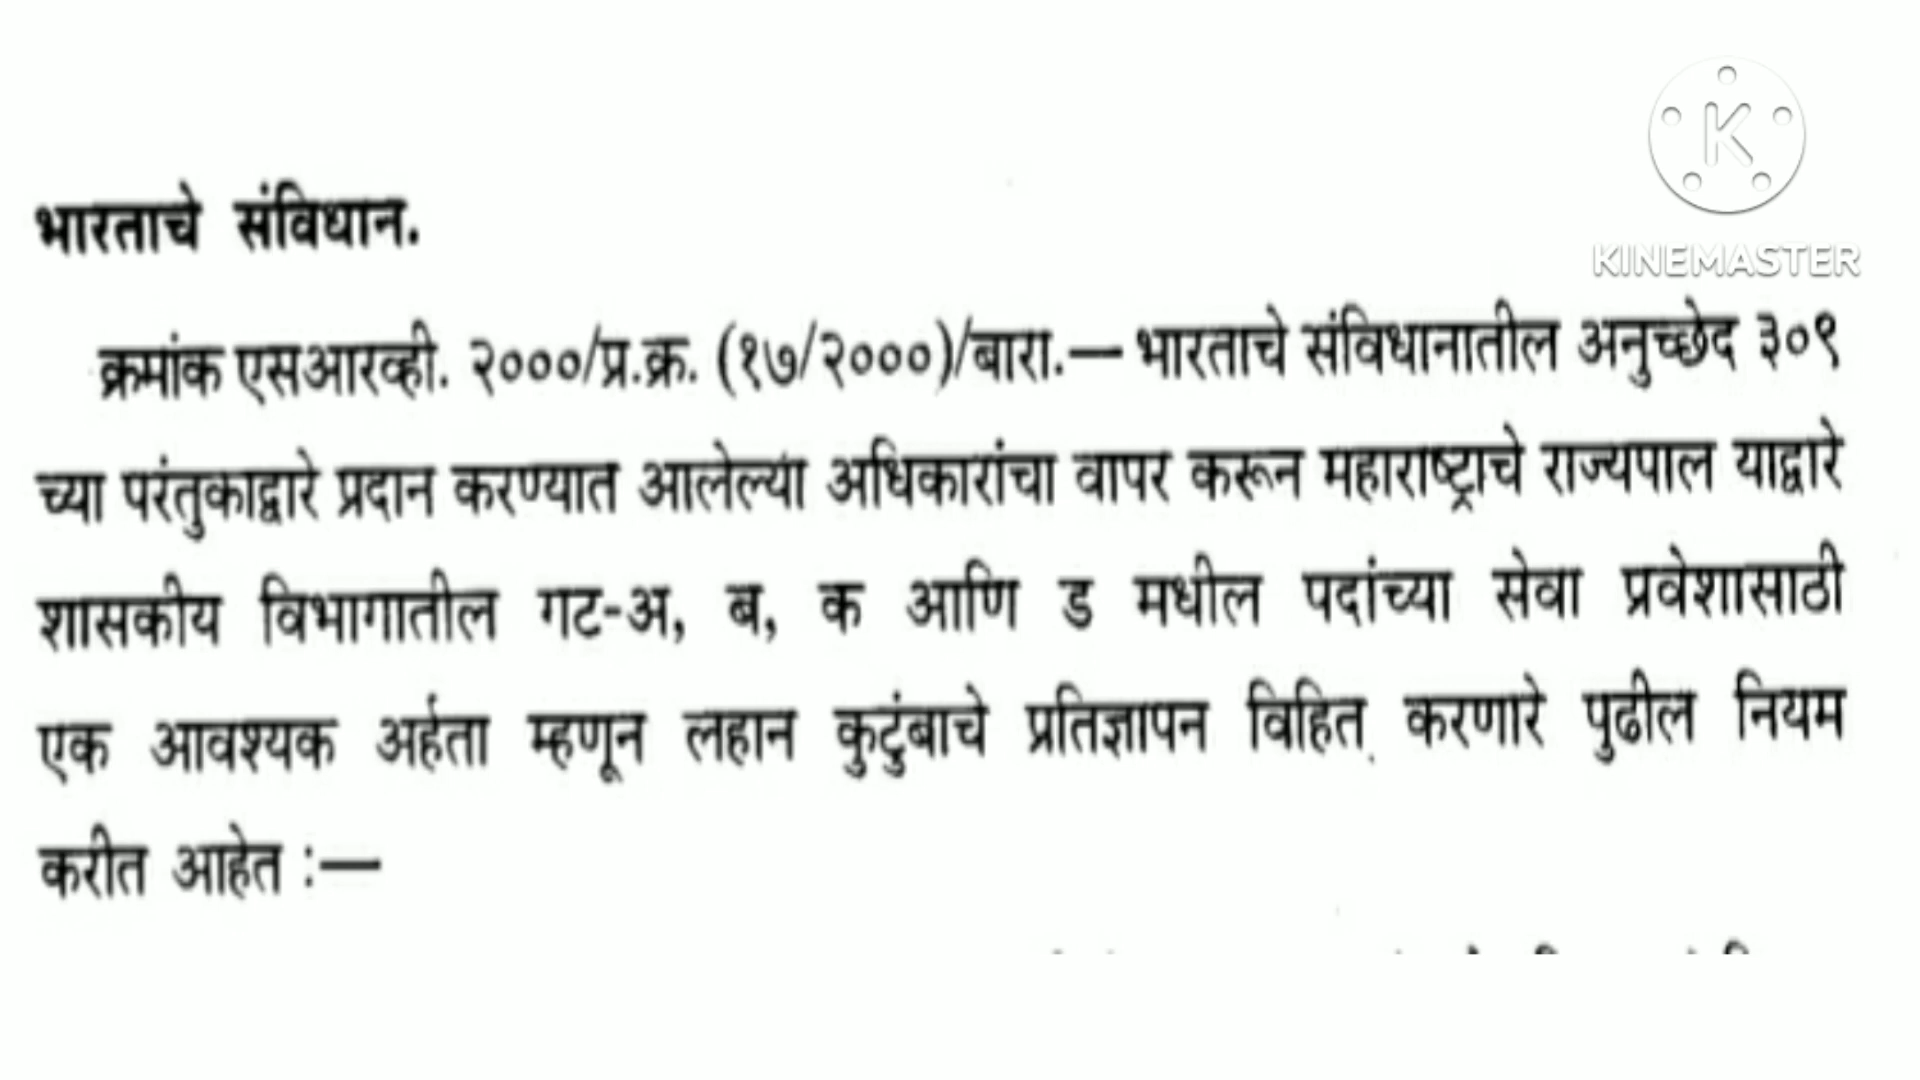 KINEMASTER
भारताचे संविधान.
क्रमांक एसआरव्ही. २०००/प्र.क्र. (१७/२०००)/बारा.— भारताचे संविधानातील अनुच्छेद ३०९
च्या परंतुकाद्वारे प्रदान करण्यात आलेल्या अधिकारांचा वापर करून महाराष्ट्राचे राज्यपाल याद्वारे
शासकीय विभागातील गट-अ, ब, क आणि ड मधील पदांच्या सेवा प्रवेशासाठी
एक आवश्यक अर्हता म्हणून लहान कुटुंबाचे प्रतिज्ञापन विहित करणारे पुढील नियम
करीत आहेत :—